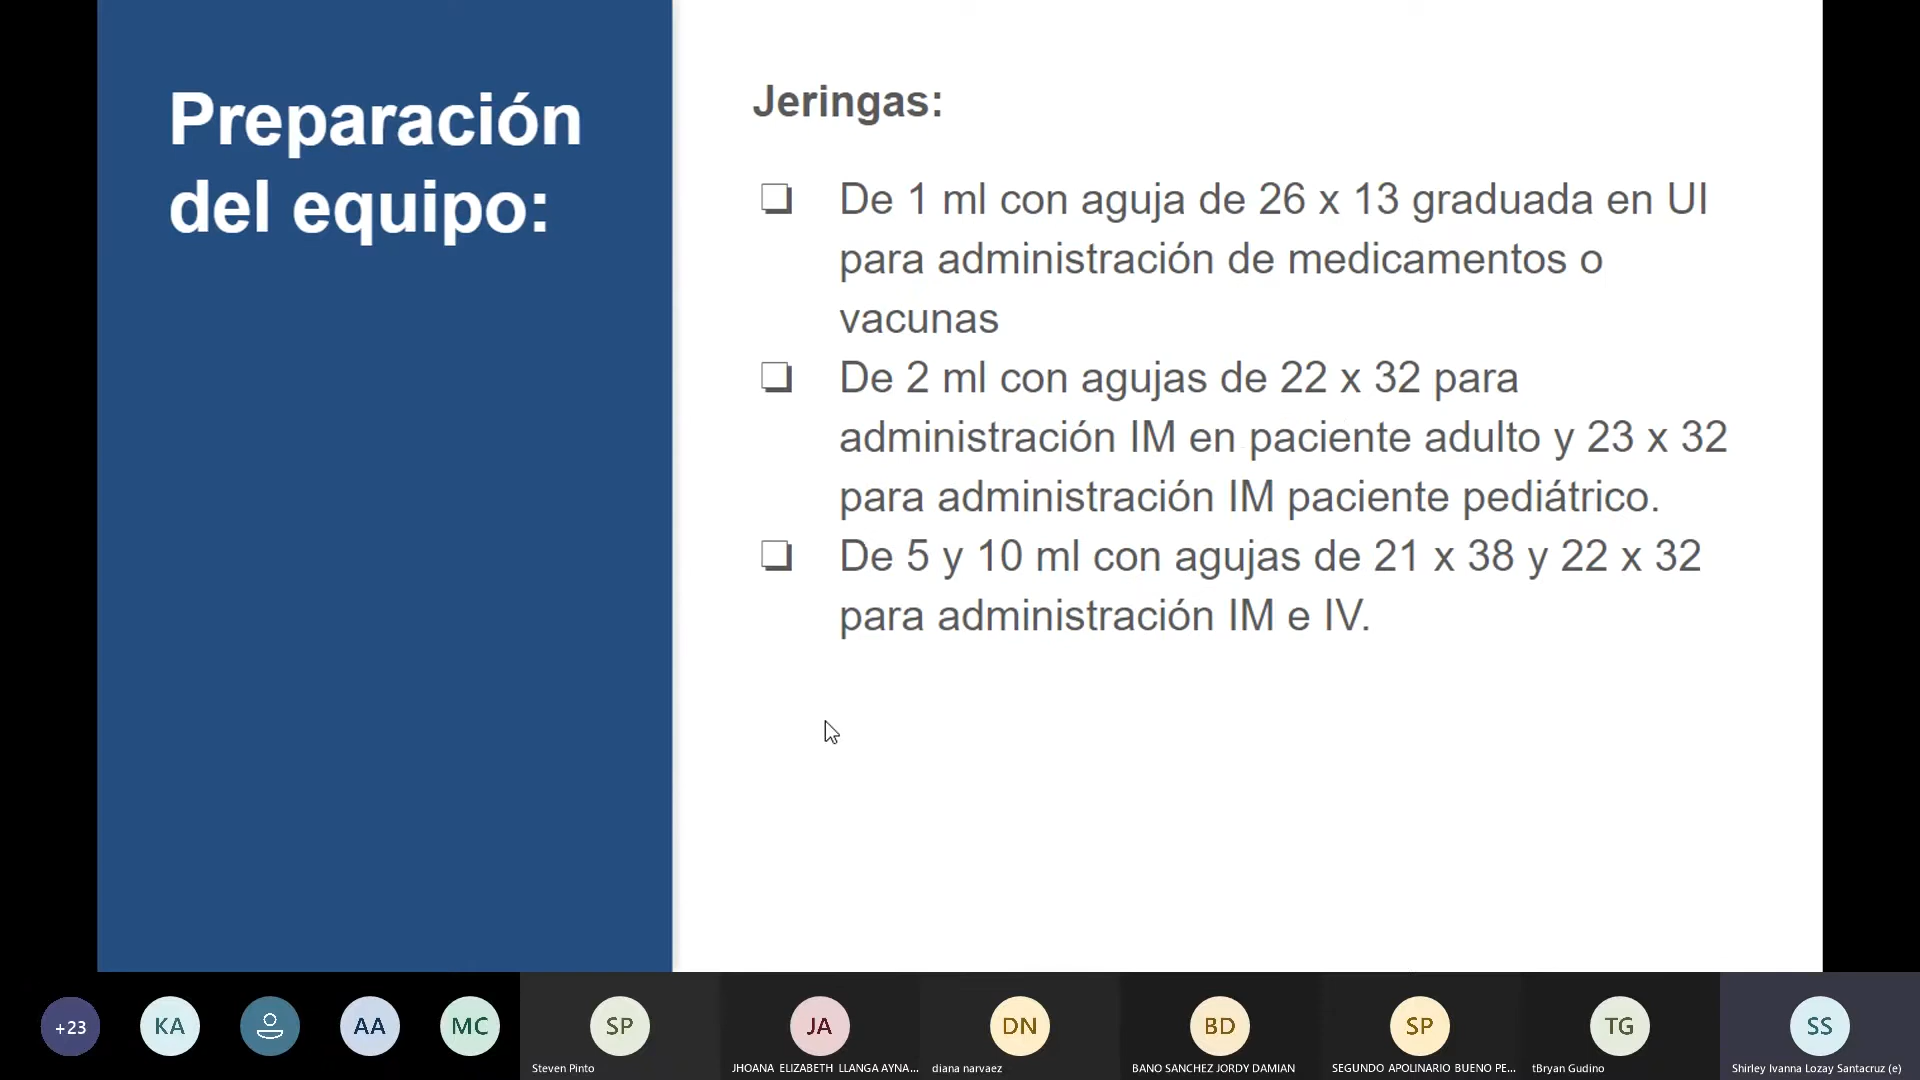 Preparación
del equipo:
Jeringas:
❏ De 1 ml con aguja de 26 x 13 graduada en UI
para administración de medicamentos o
vacunas
❏ De 2 ml con agujas de 22 x 32 para
administración IM en paciente adulto y 23 x 32
para administración IM paciente pediátrico.
❏ De 5 y 10 ml con agujas de 21 x 38 y 22 x 32
para administración IM e IV.
+23
KA
AA
MC
SP
JA
DN
BD
SP
TG
SS
Steven Pinto
JHOANA ELIZABETH LLANGA AYNA...
diana narvaez
BANO SANCHEZ JORDY DAMIAN
SEGUNDO APOLINARIO BUENO PE...
tBryan Gudino
Shirley Ivanna Lozay Santacruz (e)